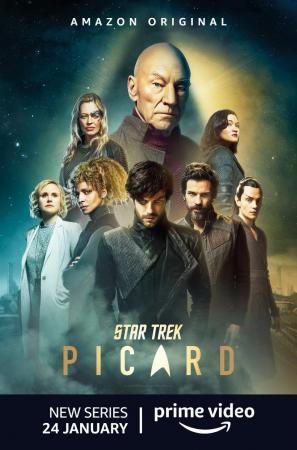 AMAZON ORIGINAL
STAR TREK
PICARD
NEW SERIES
24 JANUARY
prime video